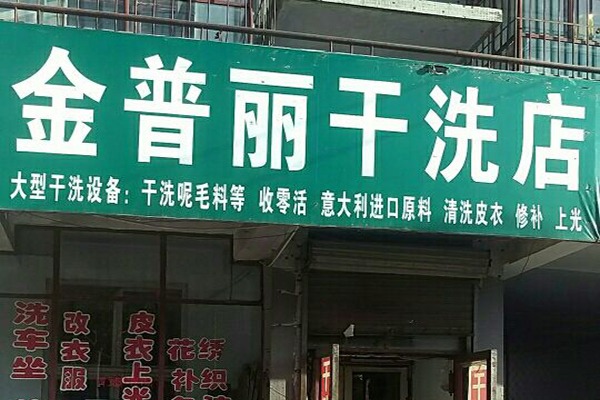 金普丽干洗店
大型干洗设备：干洗呢毛料等 收零活 意大利进口原料 清洗皮衣 修补 上光
洗车坐
改衣服
皮衣上光
花补
绣织